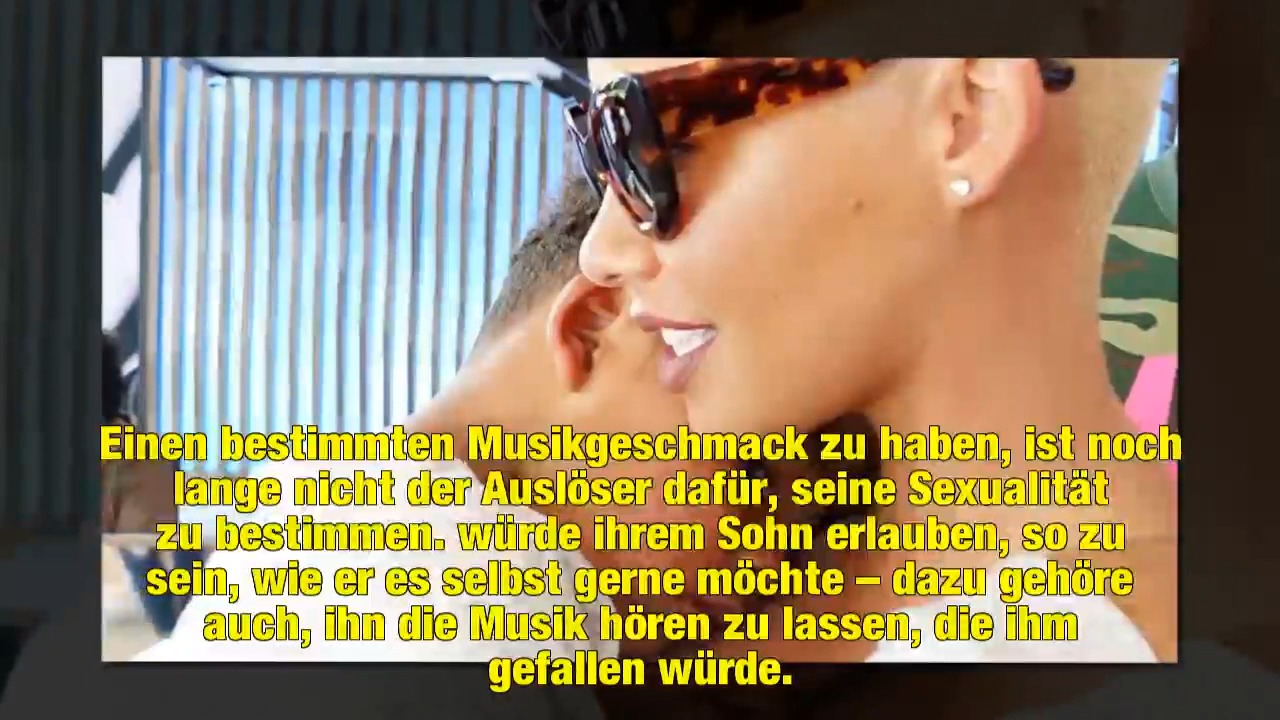 Einen bestimmten Musikgeschmack zu haben, ist noch
lange nicht der Auslöser dafür, seine Sexualität
zu bestimmen. würde ihrem Sohn erlauben, so zu
sein, wie er es selbst gerne möchte – dazu gehöre
auch, ihn die Musik hören zu lassen, die ihm
gefallen würde.